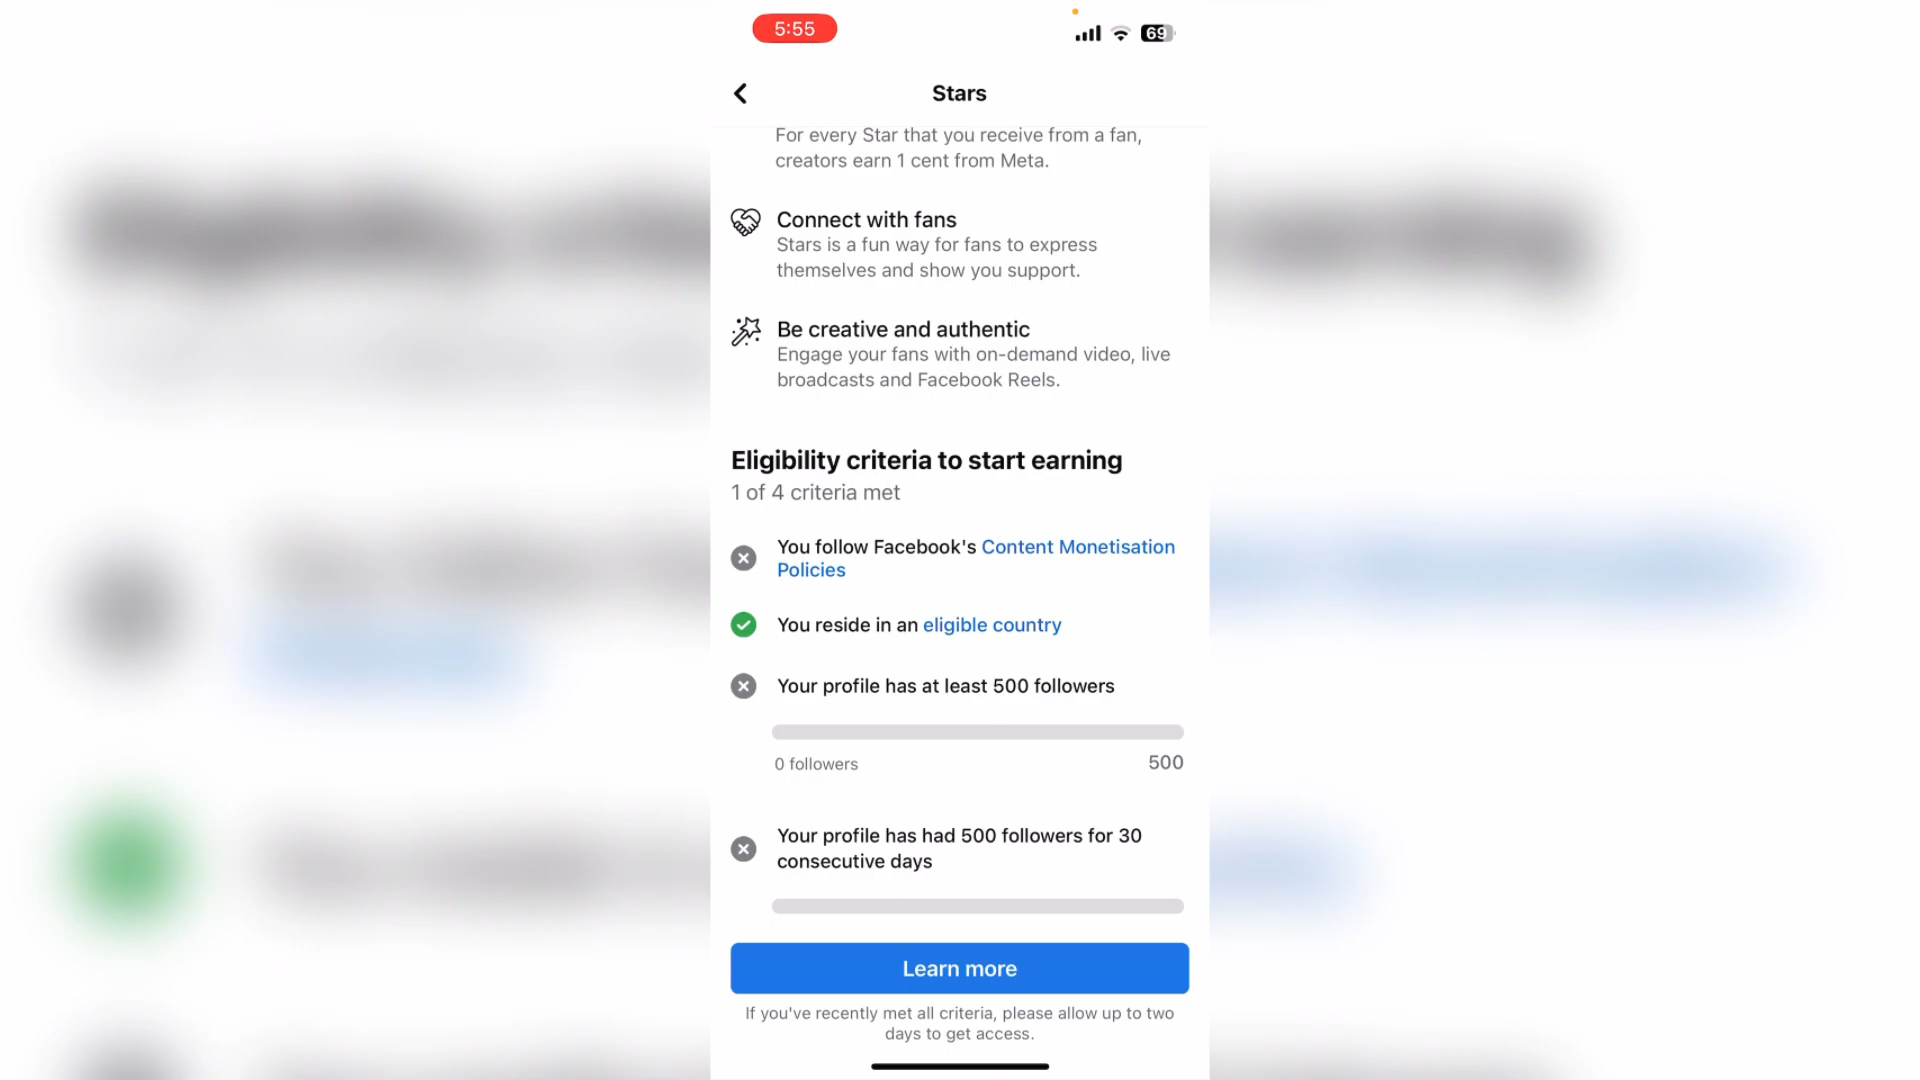 5:55
69
Stars
For every Star that you receive from a fan,
creators earn 1 cent from Meta.
Connect with fans
Stars is a fun way for fans to express
themselves and show you support.
Be creative and authentic
Engage your fans with on-demand video, live
broadcasts and Facebook Reels.
Eligibility criteria to start earning
1 of 4 criteria met
You follow Facebook's Content Monetisation
Policies
You reside in an eligible country
Your profile has at least 500 followers
0 followers
500
Your profile has had 500 followers for 30
consecutive days
Learn more
If you've recently met all criteria, please allow up to two
days to get access.